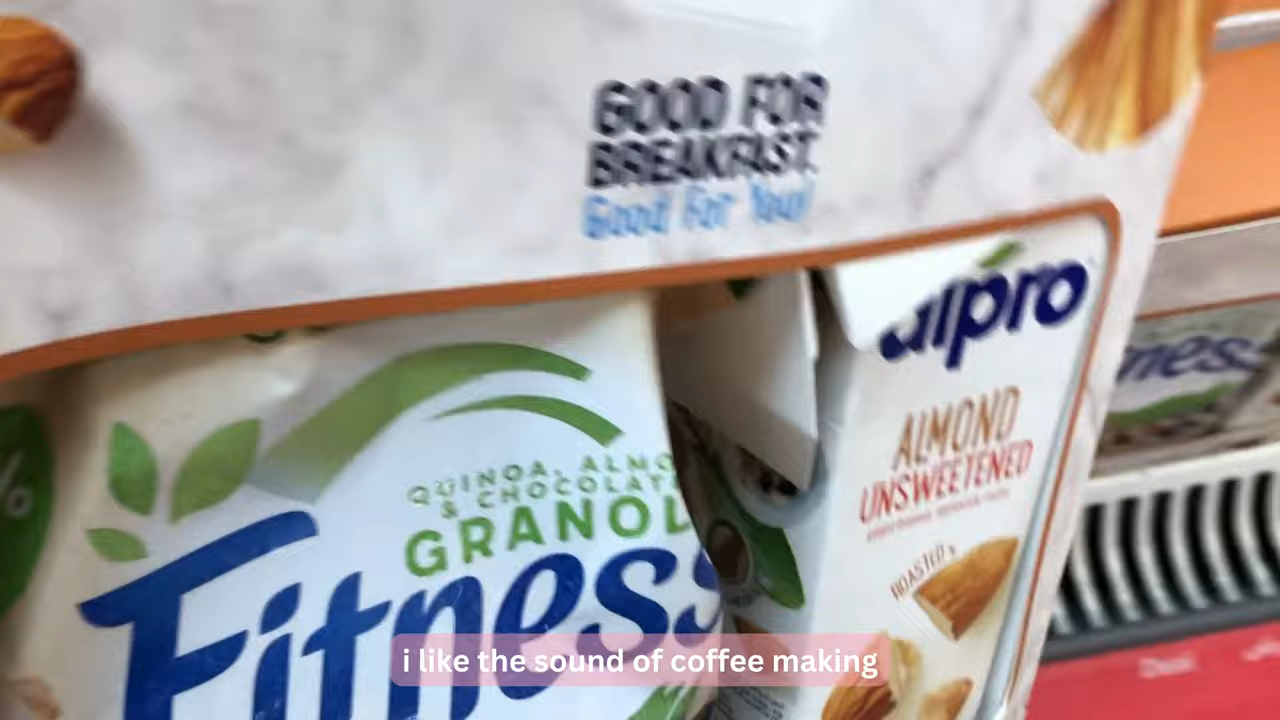 GOOD FOR
BREAKFAST.
Good For You!
alpro
ALMOND
UNSWEETENED
ROASTED
%
QUINOA, ALMO
& CHOCOLAT
GRANOL
Fitness
i like the sound of coffee making